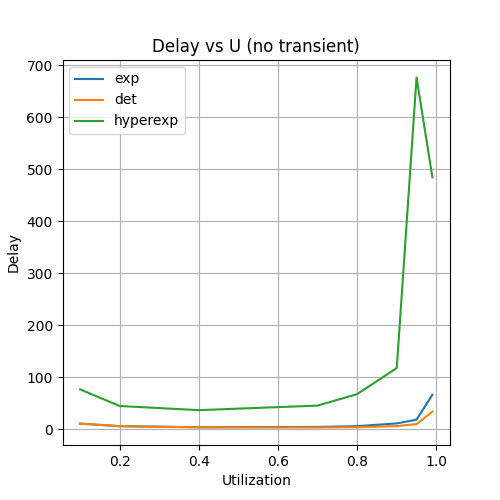 Delay vs U (no transient)
exp
det
hyperexp
700
600
500
400
300
200
100
0
Delay
0.2 0.4 0.6 0.8 1.0
Utilization